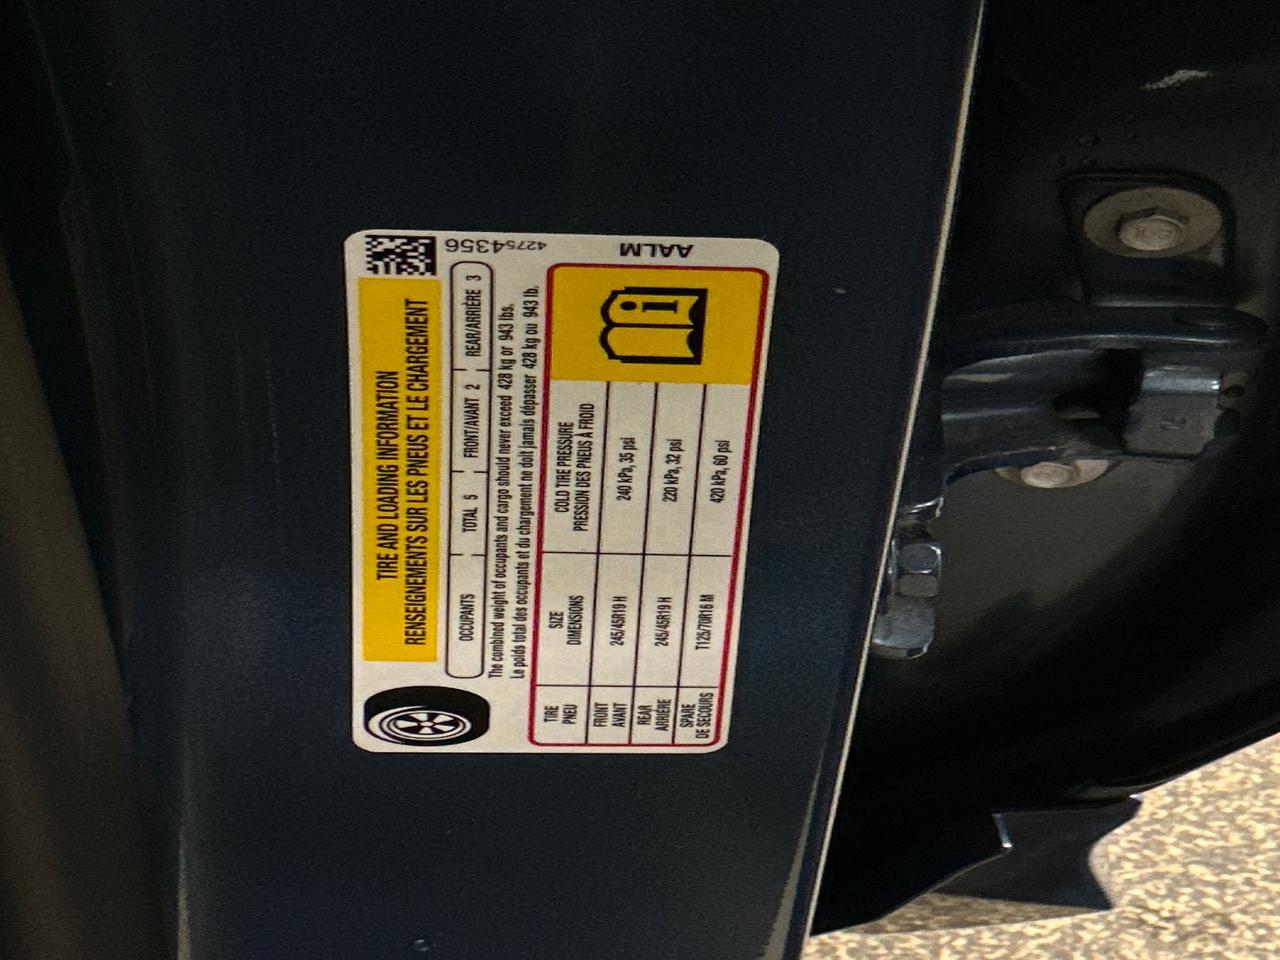 TIRE AND LOADING INFORMATION
RENSEIGNEMENTS SUR LES PNEUS ET LE CHARGEMENT
OCCUPANTS TOTAL 5 FRONT/AVANT 2 REAR/ARRIÈRE 3
The combined weight of occupants and cargo should never exceed 428 kg or 943 lbs.
Le poids total des occupants et du chargement ne doit jamais dépasser 428 kg ou 943 lb.
TIRE SIZE COLD TIRE PRESSURE
PNEU DIMENSIONS PRESSION DES PNEUS À FROID
FRONT 245/45R19 H 240 kPa, 35 psi
AVANT
REAR 245/45R19 H 220 kPa, 32 psi
ARRIÈRE
SPARE T125/70R16 M 420 kPa, 60 psi
DE SECOURS
42754356
AALM